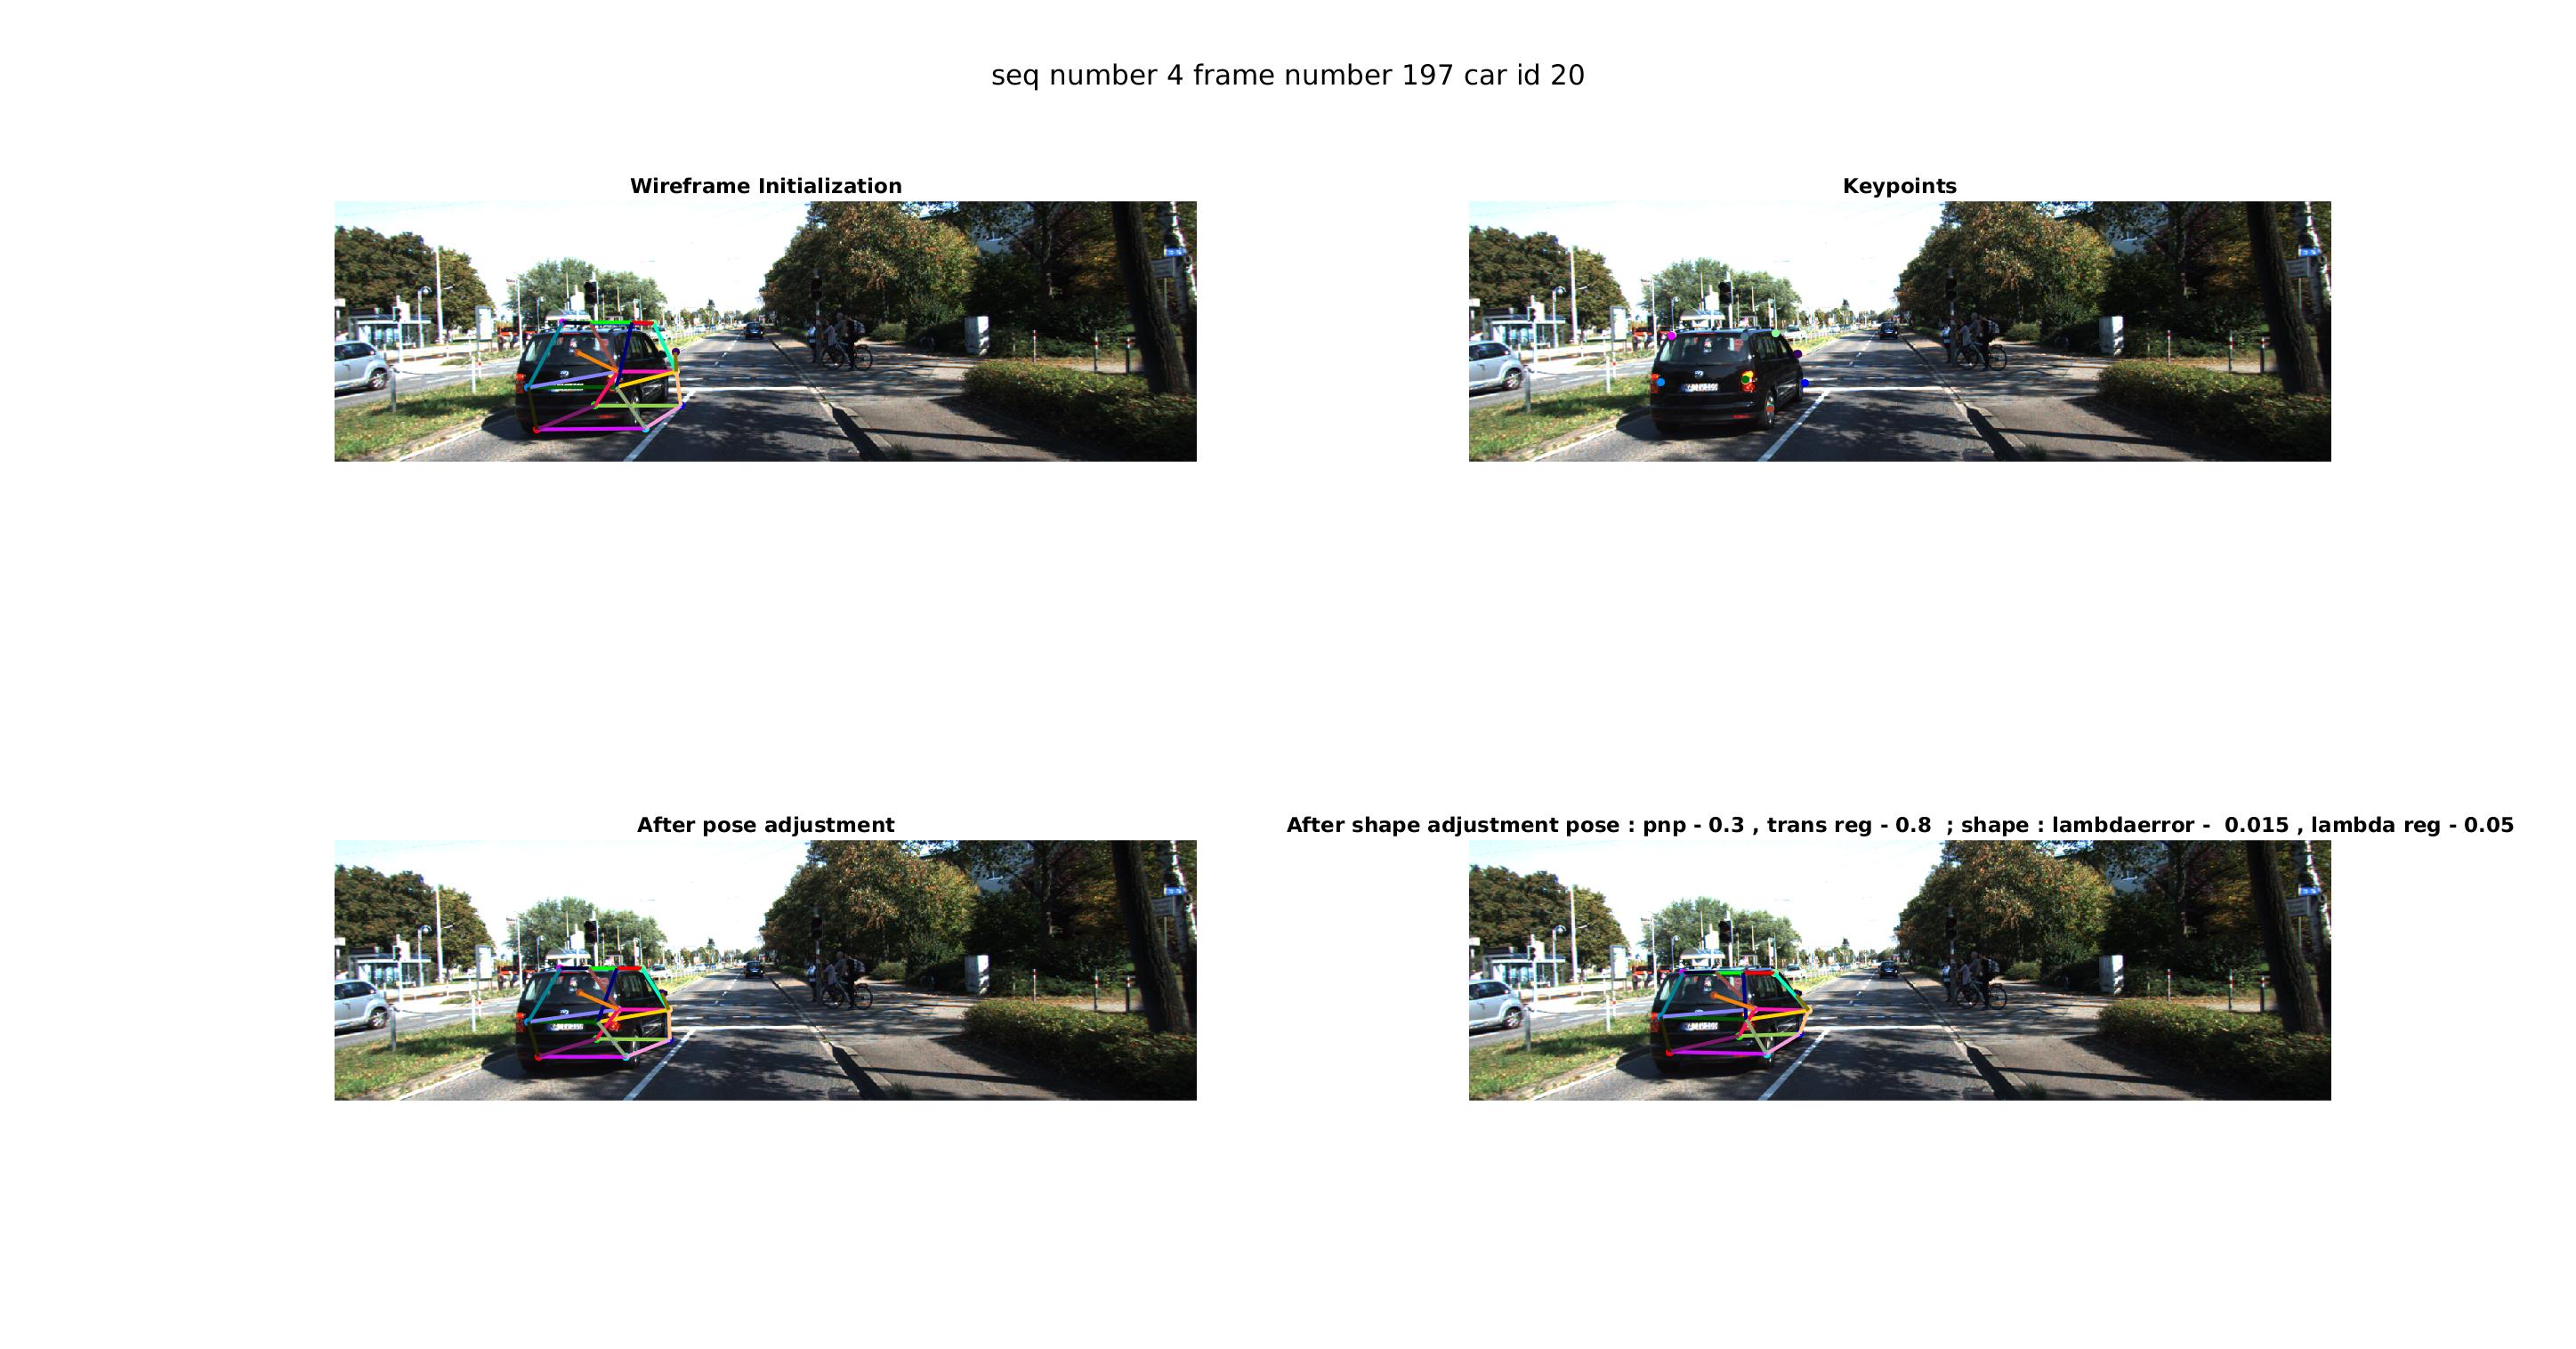 seq number 4 frame number 197 car id 20
Wireframe Initialization
Keypoints
After pose adjustment
After shape adjustment pose : pnp - 0.3 , trans reg - 0.8  ; shape : lambdaerror -  0.015 , lambda reg - 0.05